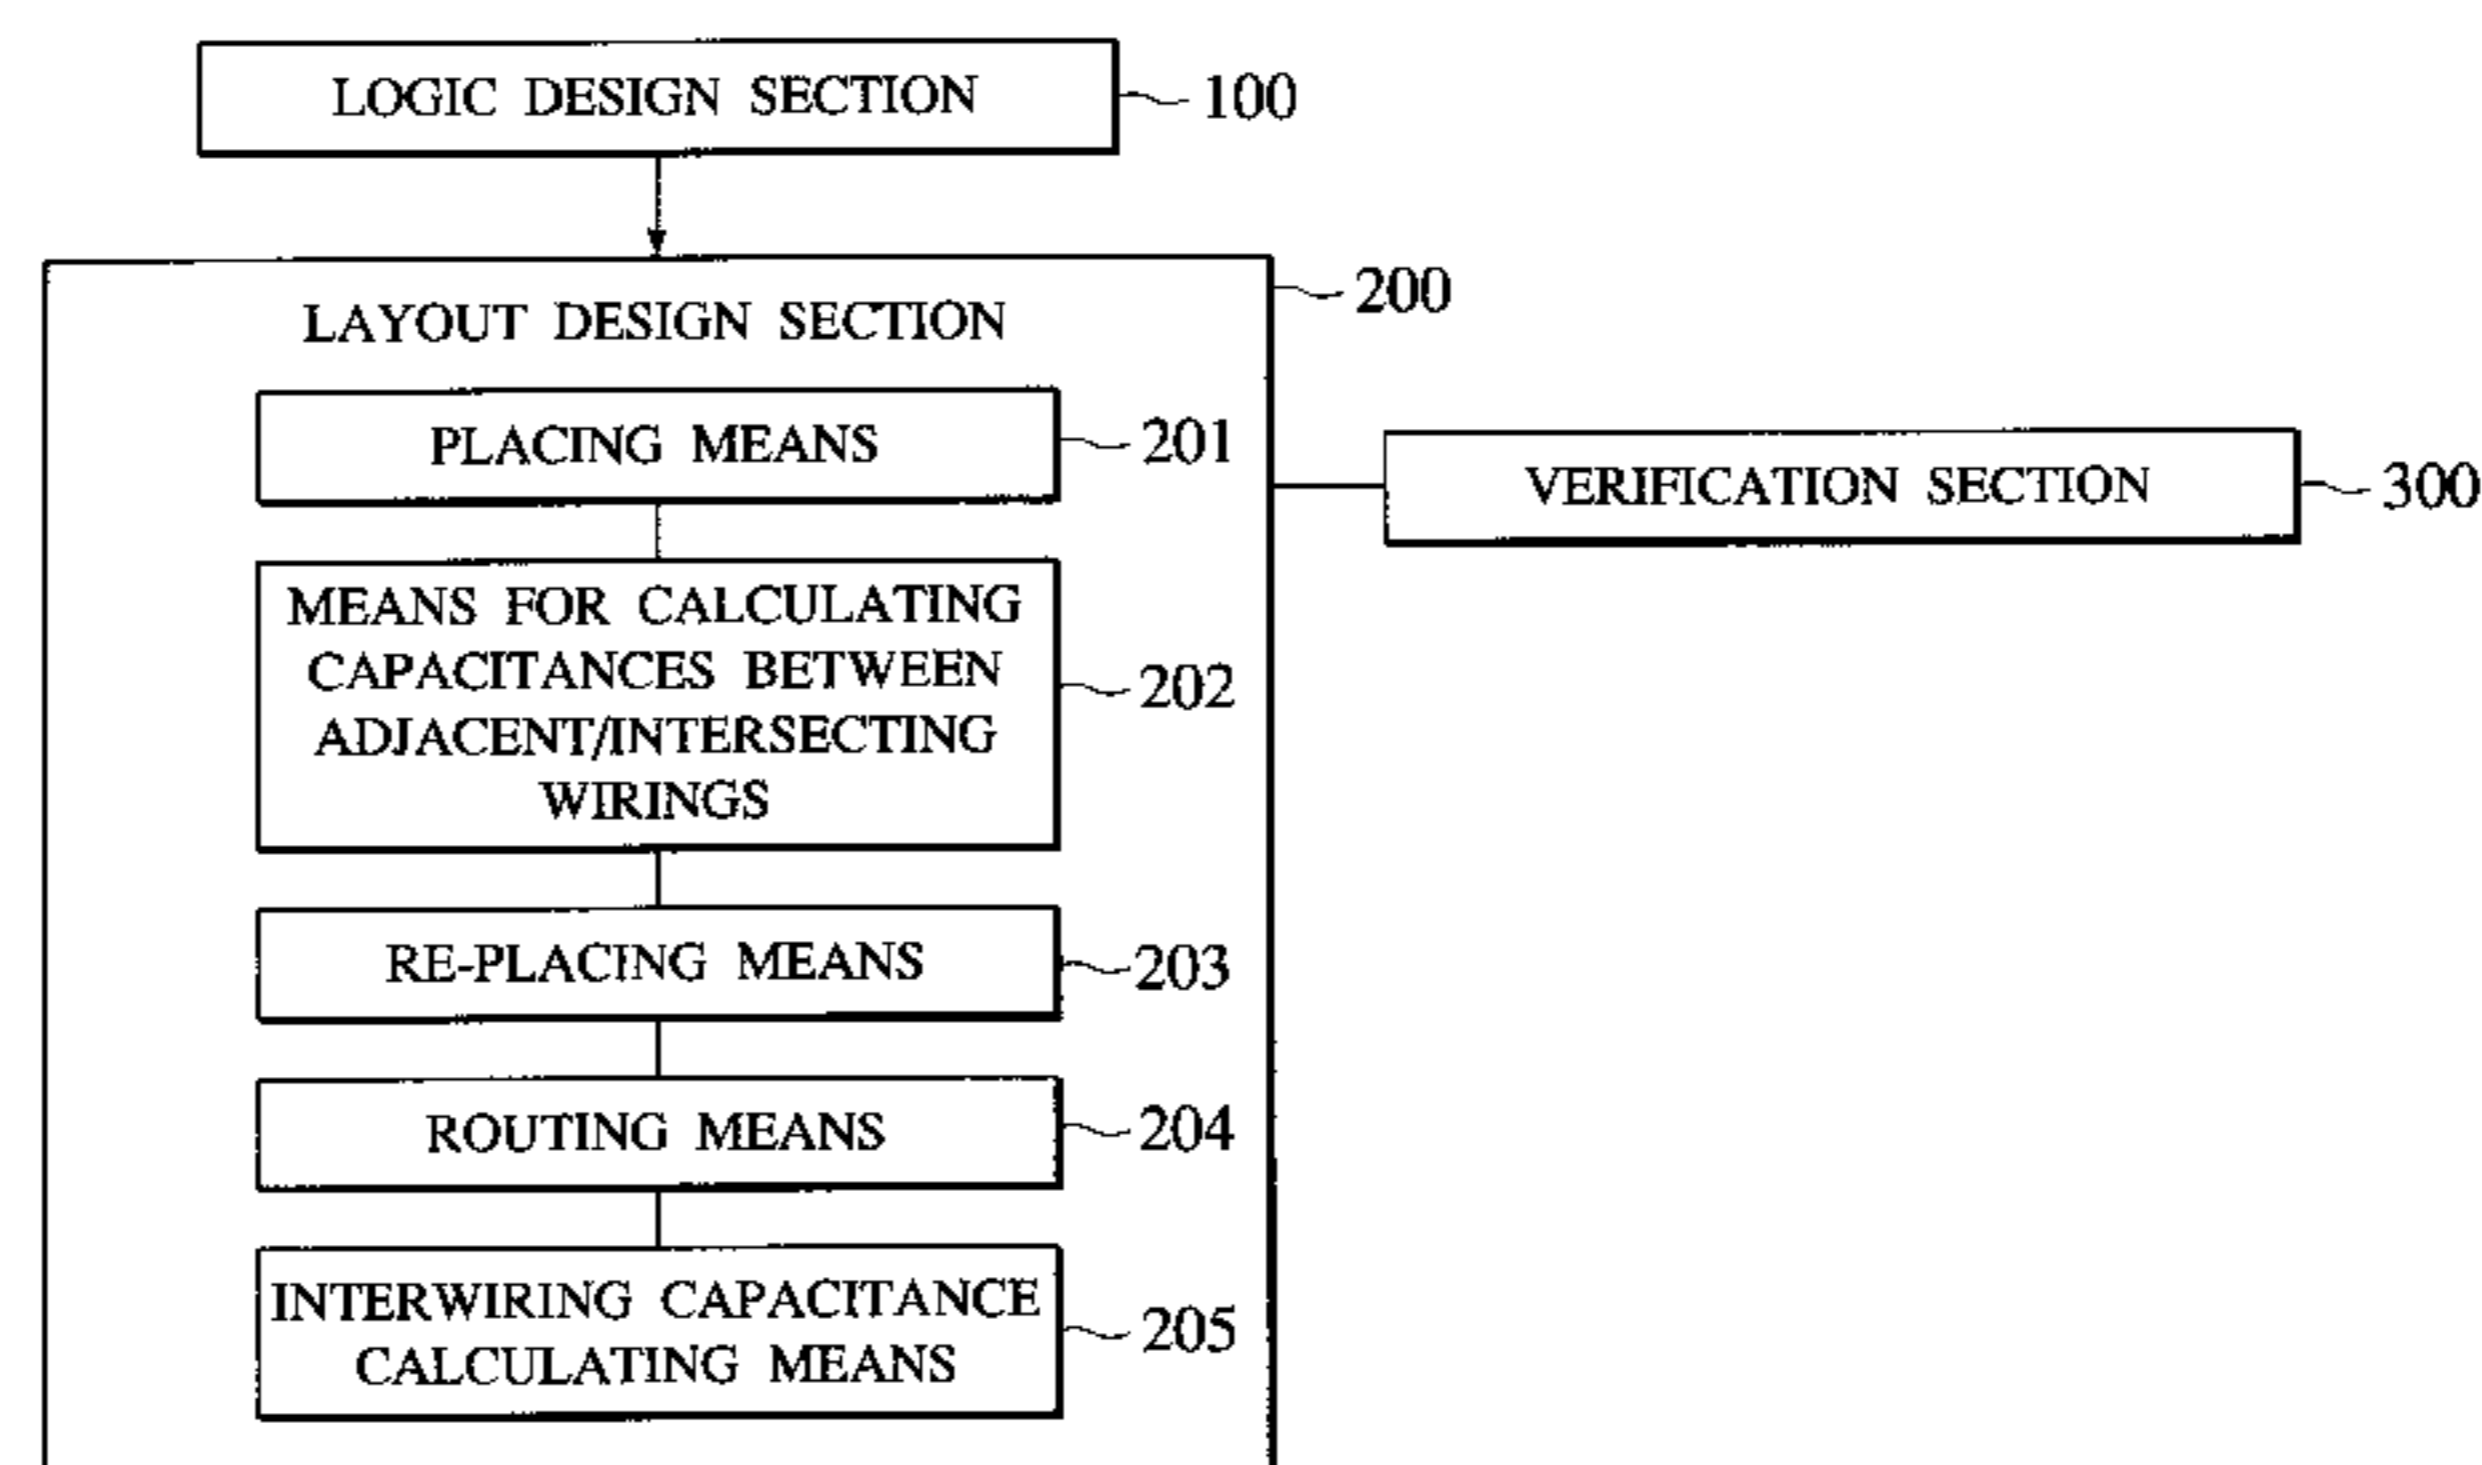 LOGIC DESIGN SECTION
100
LAYOUT DESIGN SECTION
200
PLACING MEANS
201
VERIFICATION SECTION
300
MEANS FOR CALCULATING
CAPACITANCES BETWEEN
ADJACENT/INTERSECTING
WIRINGS
202
RE-PLACING MEANS
203
ROUTING MEANS
204
INTERWIRING CAPACITANCE
CALCULATING MEANS
205